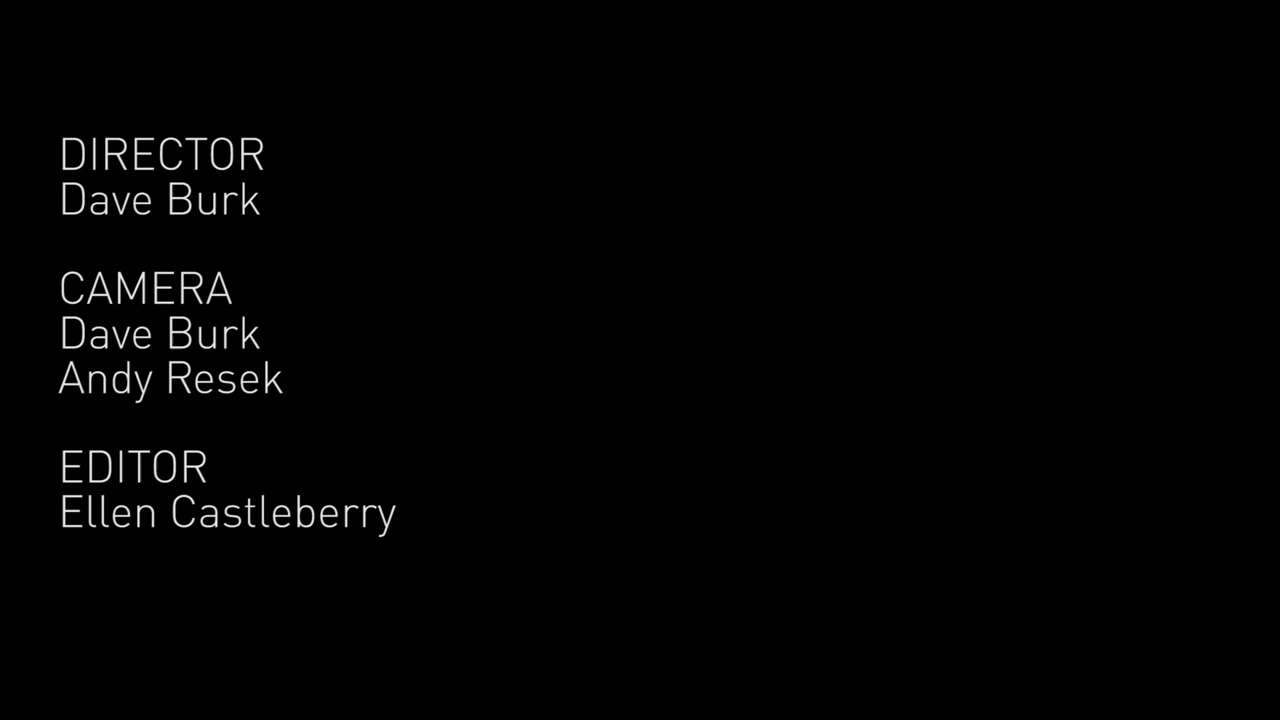 DIRECTOR
Dave Burk
CAMERA
Dave Burk
Andy Resek
EDITOR
Ellen Castleberry